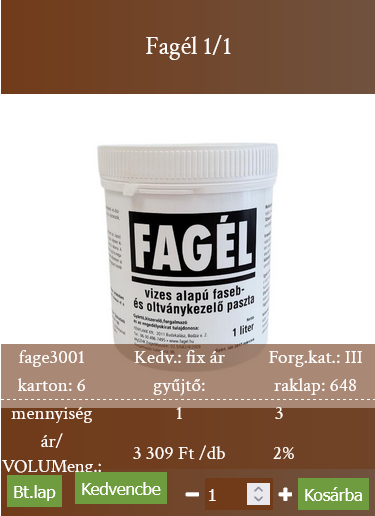 Fagél 1/1
FAGÉL
vizes alapú faseb-
és oltványkezelő paszta
1 liter
fage3001 Kedv.: fix ár Forg.kat.: III
karton: 6 gyűjtő: raklap: 648
mennyiség 1 3
ár/
VOLUMeng.: 3 309 Ft /db 2%
Bt.lap Kedvencbe − 1 + Kosárba